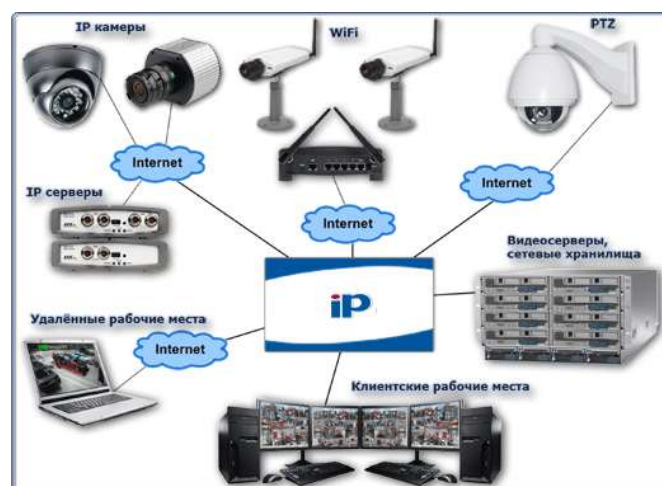 IP камеры
WiFi
PTZ
Internet
Internet
IP серверы
Internet
Видеосерверы,
сетевые хранилища
iP
Удалённые рабочие места
Internet
Клиентские рабочие места